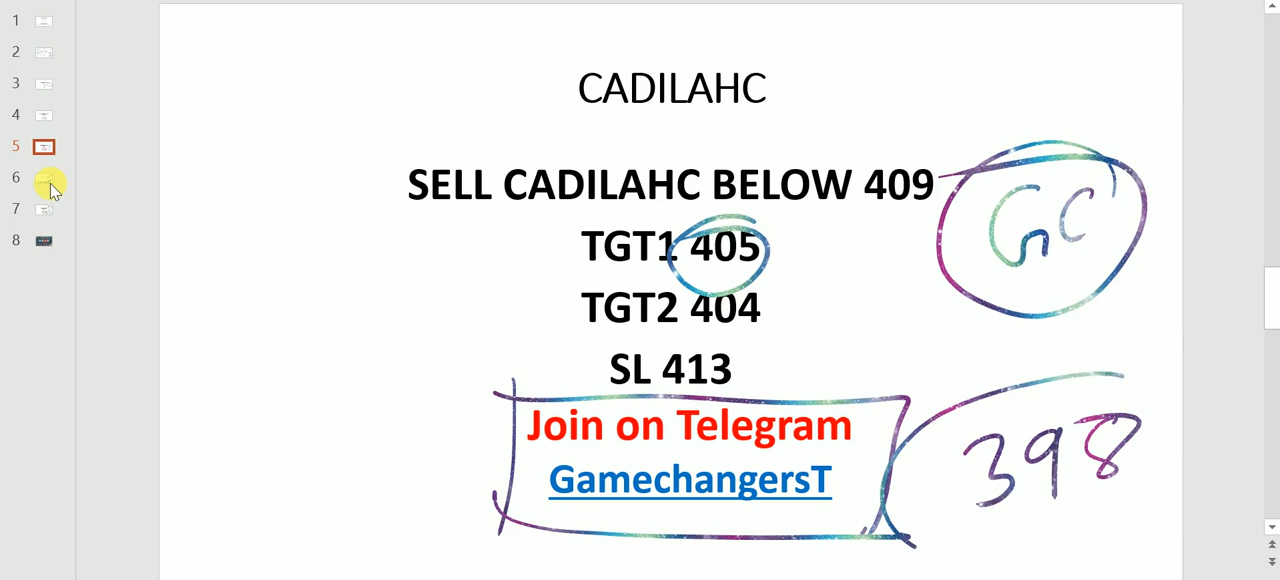 1
2
3
4
5
6
7
8
CADILAHC
SELL CADILAHC BELOW 409
GC
TGT1 405
TGT2 404
SL 413
Join on Telegram
398
GamechangersT